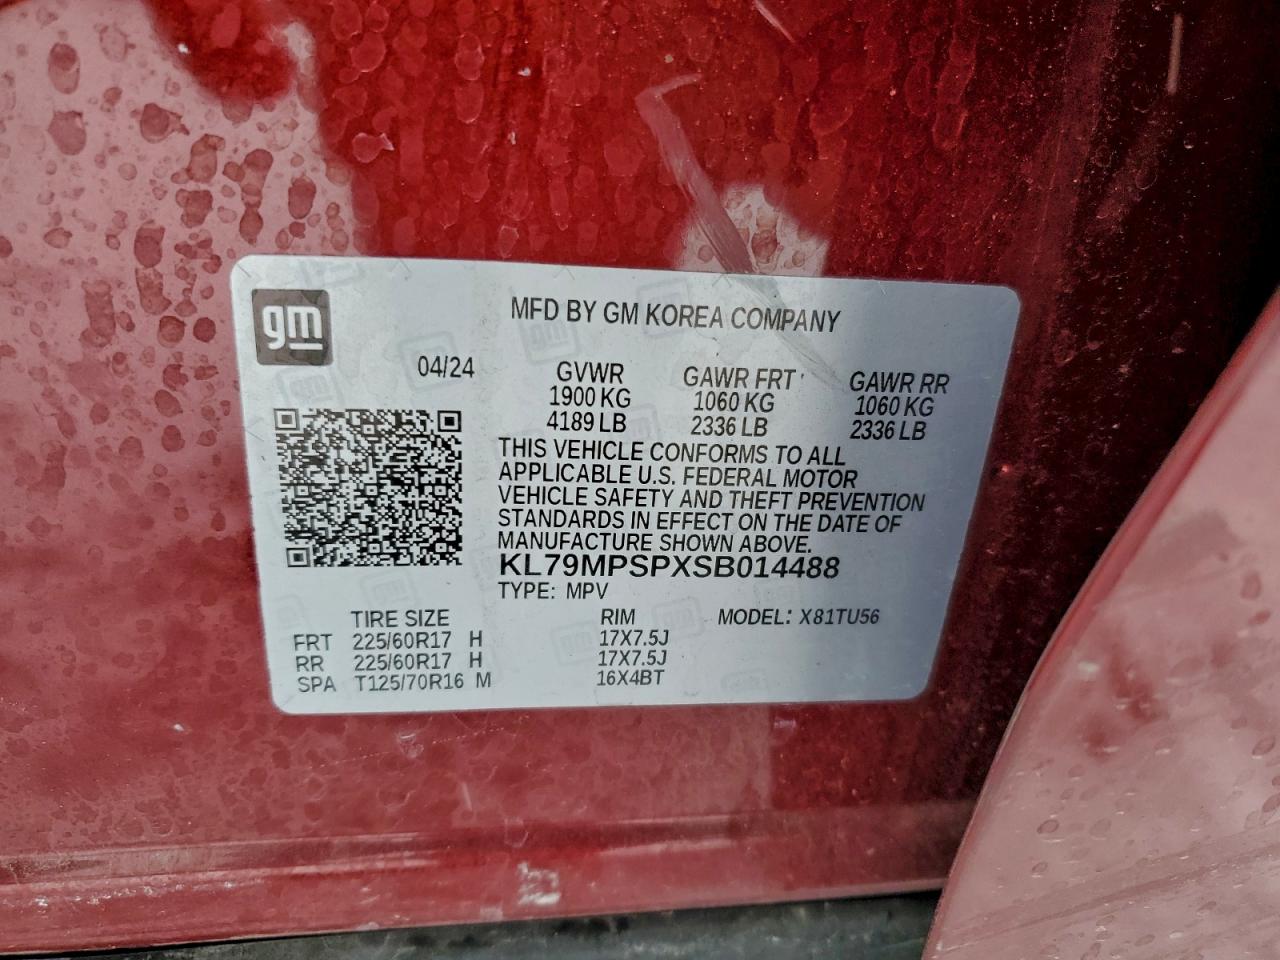 gm
MFD BY GM KOREA COMPANY
04/24 GVWR GAWR FRT GAWR RR
1900 KG 1060 KG 1060 KG
4189 LB 2336 LB 2336 LB
THIS VEHICLE CONFORMS TO ALL
APPLICABLE U.S. FEDERAL MOTOR
VEHICLE SAFETY AND THEFT PREVENTION
STANDARDS IN EFFECT ON THE DATE OF
MANUFACTURE SHOWN ABOVE.
KL79MPSPXSB014488
TYPE: MPV
TIRE SIZE RIM MODEL: X81TU56
FRT 225/60R17 H 17X7.5J
RR 225/60R17 H 17X7.5J
SPA T125/70R16 M 16X4BT